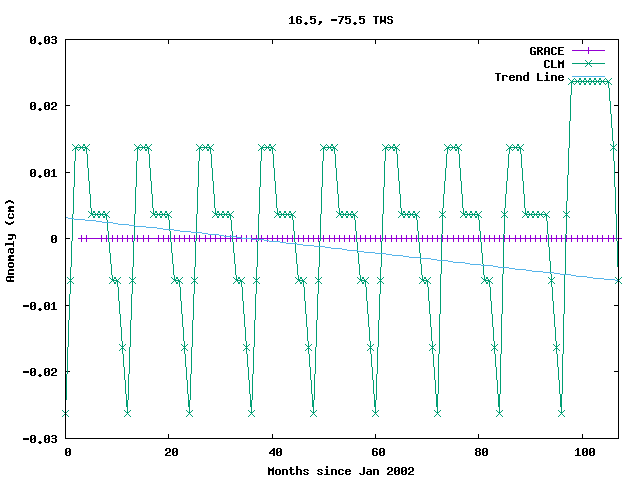 16.5, -75.5 TWS
GRACE
CLM
Trend Line
0.03
0.02
0.01
0
-0.01
-0.02
-0.03
Anomaly (cm)
0 20 40 60 80 100
Months since Jan 2002